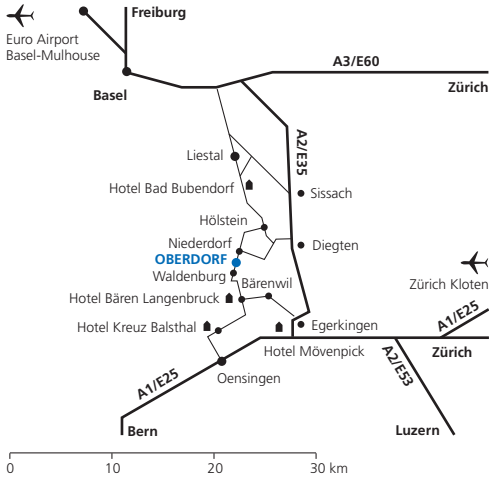 Freiburg
Euro Airport
Basel-Mulhouse
A3/E60
Basel
Zürich
A2/E35
Liestal
Hotel Bad Bubendorf
Sissach
Hölstein
Niederdorf
Diegten
OBERDORF
Waldenburg
Bärenwil
Zürich Kloten
Hotel Bären Langenbruck
A1/E25
Hotel Kreuz Balsthal
Egerkingen
Hotel Mövenpick
Zürich
A2/E53
Oensingen
A1/E25
Bern
Luzern
0 10 20 30 km